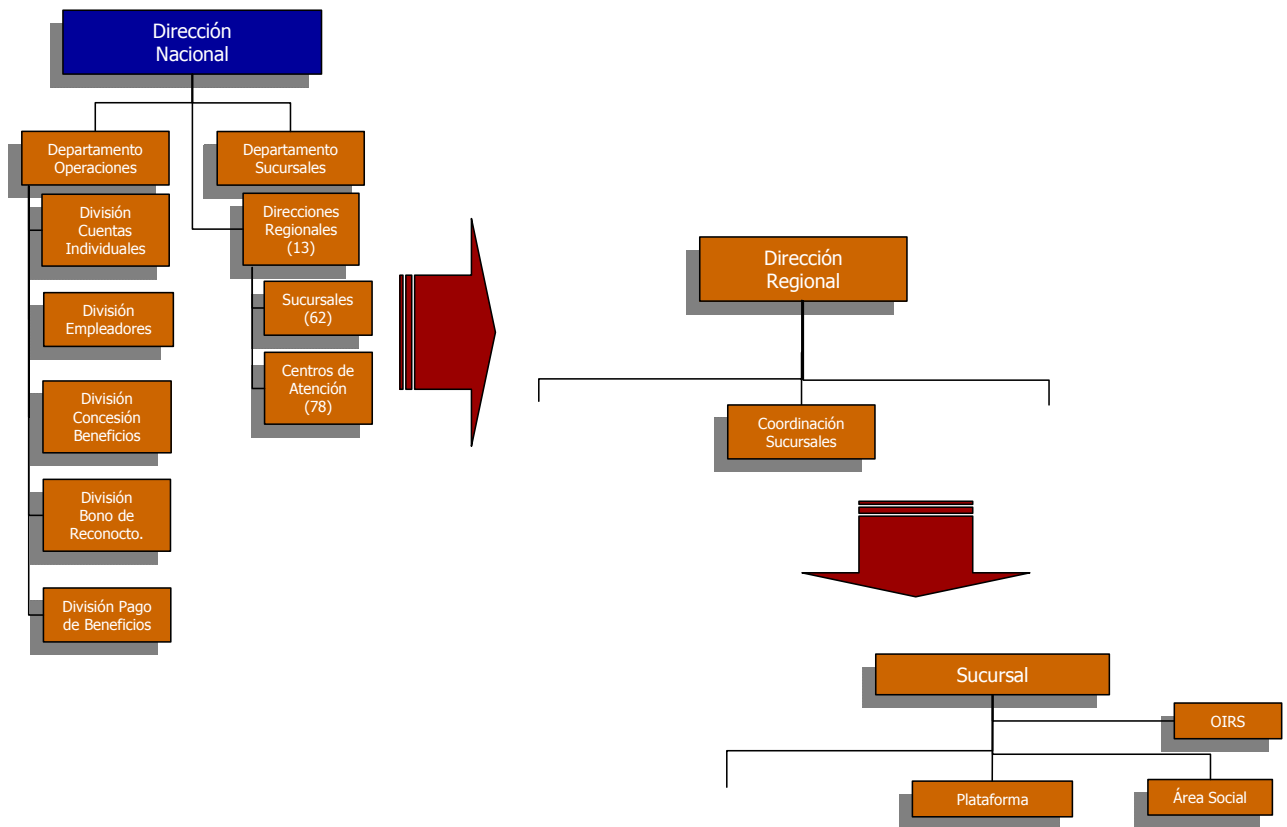 Dirección
Nacional
Departamento
Operaciones
División
Cuentas
Individuales
División
Empleadores
División
Concesión
Beneficios
División
Bono de
Reconocto.
División Pago
de Beneficios
Departamento
Sucursales
Direcciones
Regionales
(13)
Sucursales
(62)
Centros de
Atención
(78)
Dirección
Regional
Coordinación
Sucursales
Sucursal
OIRS
Plataforma
Área Social